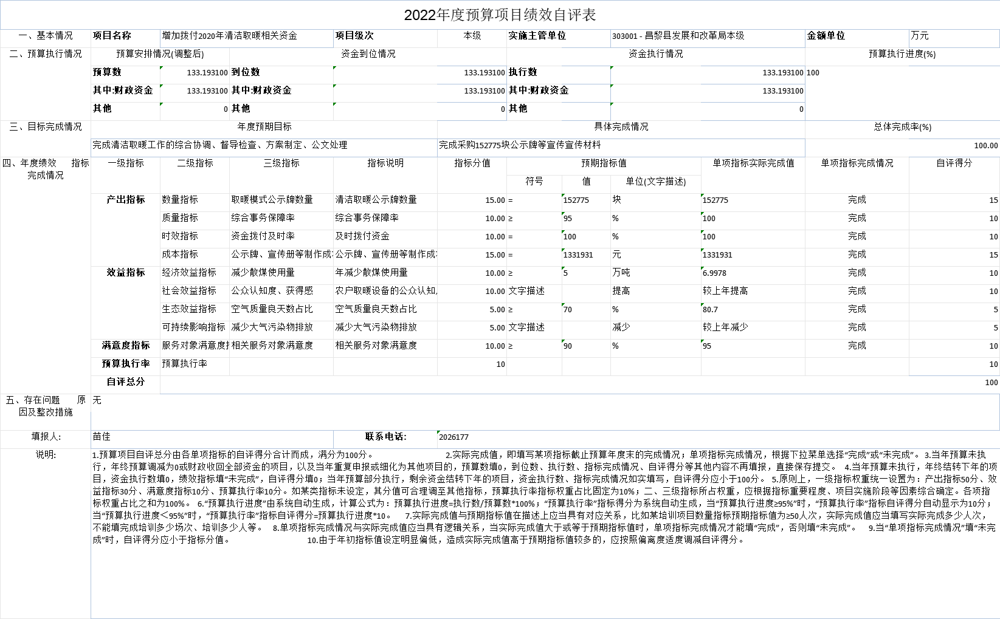 2022年度预算项目绩效自评表
一、基本情况 项目名称 增加拨付2020年清洁取暖相关资金 项目级次 本级 实施主管单位 303001 - 昌黎县发展和改革局本级 金额单位 万元
二、预算执行情况 预算安排情况(调整后) 资金到位情况 资金执行情况 预算执行进度(%)
预算数 133.193100 到位数 133.193100 执行数 133.193100 100
其中:财政资金 133.193100 其中:财政资金 133.193100 其中:财政资金 133.193100
其他 0 其他 0 其他 0
三、目标完成情况 年度预期目标 具体完成情况 总体完成率(%)
完成清洁取暖工作的综合协调、督导检查、方案制定、公文处理 完成采购152775块公示牌等宣传宣传材料 100.00
四、年度绩效 指标 一级指标 二级指标 三级指标 指标说明 指标分值 预期指标值 单项指标实际完成值 单项指标完成情况 自评得分
完成情况 符号 值 单位(文字描述)
产出指标 数量指标 取暖模式公示牌数量 清洁取暖公示牌数量 15.00 = 152775 块 152775 完成 15
质量指标 综合事务保障率 综合事务保障率 10.00 ≥ 95 % 100 完成 10
时效指标 资金拨付及时率 及时拨付资金 10.00 = 100 % 100 完成 10
成本指标 公示牌、宣传册等制作成 公示牌、宣传册等制作成 15.00 = 1331931 元 1331931 完成 15
效益指标 经济效益指标 减少散煤使用量 年减少散煤使用量 10.00 ≥ 5 万吨 6.9978 完成 10
社会效益指标 公众认知度、获得感 农户取暖设备的公众认知 10.00 文字描述 提高 较上年提高 完成 10
生态效益指标 空气质量良天数占比 空气质量良天数占比 5.00 ≥ 70 % 80.7 完成 5
可持续影响指标 减少大气污染物排放 减少大气污染物排放 5.00 文字描述 减少 较上年减少 完成 5
满意度指标 服务对象满意度 相关服务对象满意度 相关服务对象满意度 10.00 ≥ 90 % 95 完成 10
预算执行率 预算执行率 10 10
自评总分 100
五、存在问题 原 无
因及整改措施
填报人: 苗佳 联系电话: 2026177
说明: 1.预算项目自评总分由各单项指标的自评得分合计而成，满分为100分。 2.实际完成值，即填写某项指标截止预算年度末的完成情况；单项指标完成情况，根据下拉菜单选择“完成”或“未完成”。 3.当年预算未执
行，年终预算调减为0或财政收回全部资金的项目，以及当年重复申报或细化为其他项目的，预算数填0，到位数、执行数、指标完成情况、自评得分等其他内容不再填报，直接保存提交。 4.当年预算未执行，年终结转下年的项
目，资金执行数填0，绩效指标填“未完成”，自评得分填0；当年预算部分执行，剩余资金结转下年的项目，资金执行数、指标完成情况如实填写，自评得分应小于100分。 5.原则上，一级指标权重统一设置为：产出指标50分、效
益指标30分、满意度指标10分、预算执行率10分。如某类指标未设定，其分值可合理调至其他指标，预算执行率指标权重占比固定为10%；二、三级指标所占权重，应根据指标重要程度、项目实施阶段等因素综合确定。各项指
标权重占比之和为100%。 6.“预算执行进度”由系统自动生成，计算公式为：预算执行进度=执行数/预算数*100%；“预算执行率”指标得分为系统自动生成，当“预算执行进度≥95%”时，“预算执行率”指标自评得分自动显示为10分；
当“预算执行进度＜95%”时，“预算执行率”指标自评得分=预算执行进度*10。 7.实际完成值与预期指标值在描述上应当具有对应关系，比如某培训项目数量指标预期指标值为≥50人次，实际完成值应当填写实际完成多少人次，
不能填完成培训多少场次、培训多少人等。 8.单项指标完成情况与实际完成值应当具有逻辑关系，当实际完成值大于或等于预期指标值时，单项指标完成情况才能填“完成”，否则填“未完成”。 9.当“单项指标完成情况”填“未完
成”时，自评得分应小于指标分值。 10.由于年初指标值设定明显偏低，造成实际完成值高于预期指标值较多的，应按照偏离度适度调减自评得分。